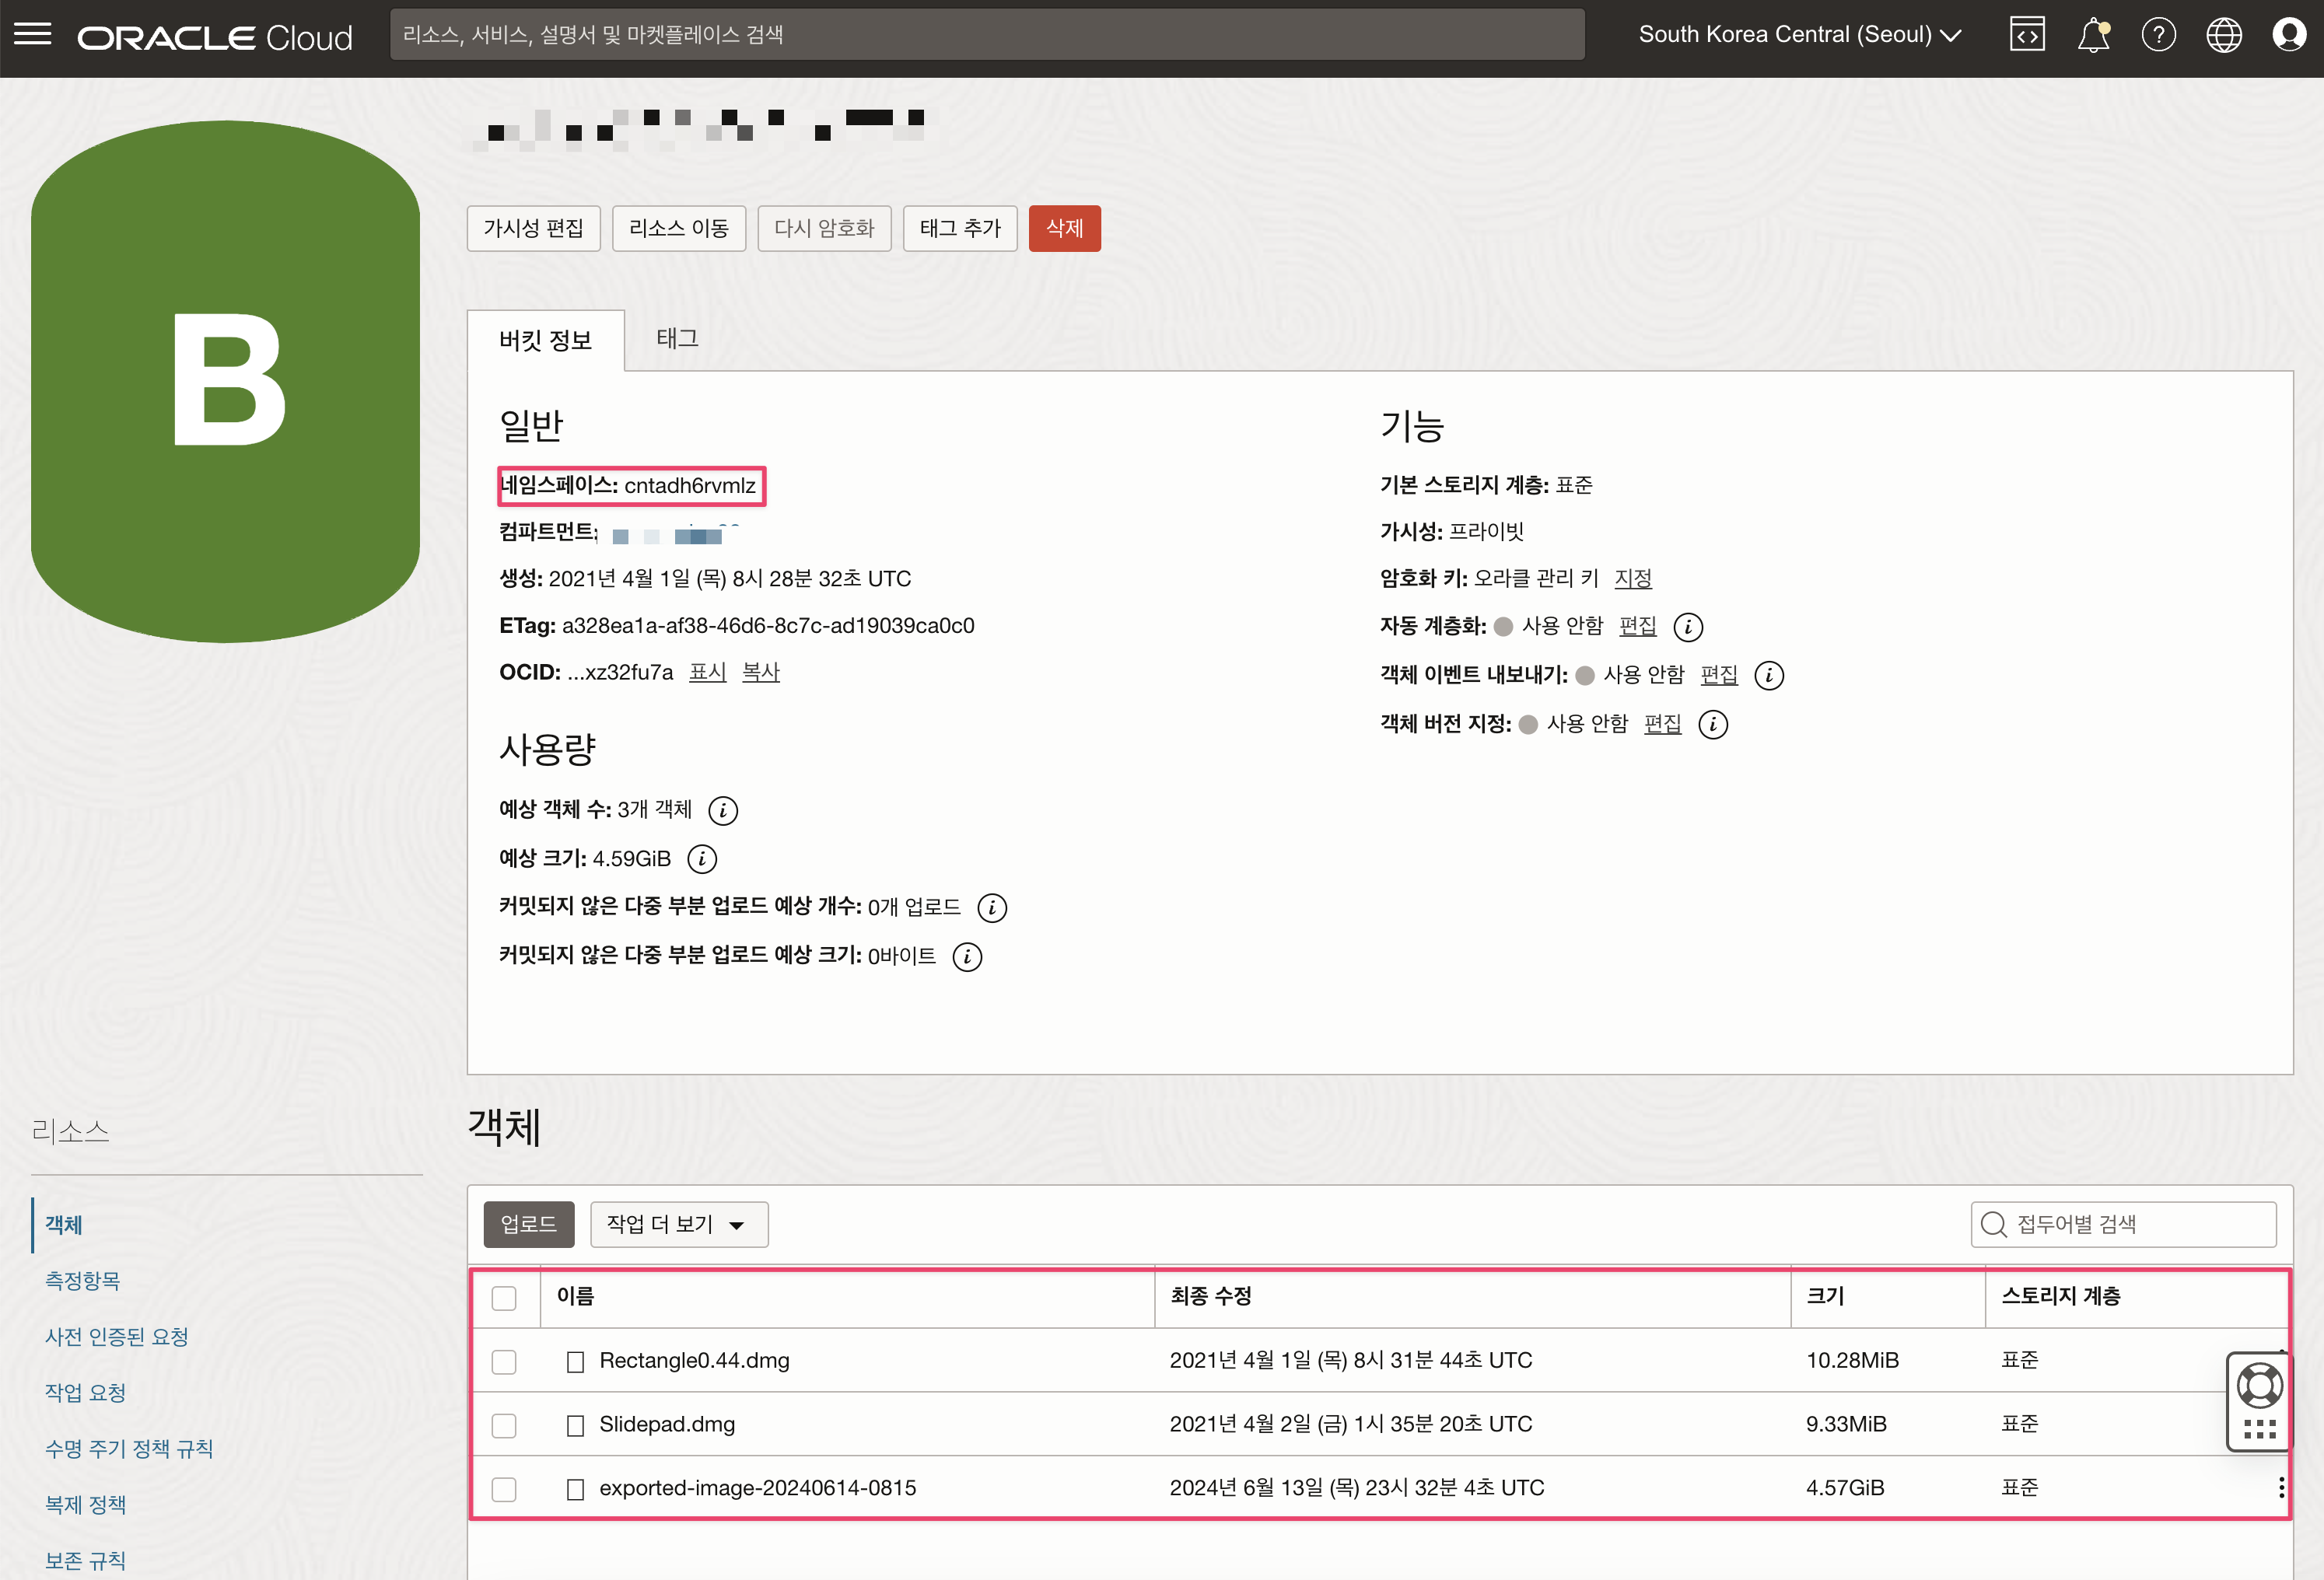 ORACLE Cloud
리소스, 서비스, 설명서 및 마켓플레이스 검색
South Korea Central (Seoul)
B
가시성 편집
리소스 이동
다시 암호화
태그 추가
삭제
버킷 정보
태그
일반
네임스페이스: cntadh6rvmlz
컴파트먼트:
생성: 2021년 4월 1일 (목) 8시 28분 32초 UTC
ETag: a328ea1a-af38-46d6-8c7c-ad19039ca0c0
OCID: ...xz32fu7a 표시 복사
사용량
예상 객체 수: 3개 객체
예상 크기: 4.59GiB
커밋되지 않은 다중 부분 업로드 예상 개수: 0개 업로드
커밋되지 않은 다중 부분 업로드 예상 크기: 0바이트
기능
기본 스토리지 계층: 표준
가시성: 프라이빗
암호화 키: 오라클 관리 키 지정
자동 계층화: 사용 안함 편집
객체 이벤트 내보내기: 사용 안함 편집
객체 버전 지정: 사용 안함 편집
리소스
객체
측정항목
사전 인증된 요청
작업 요청
수명 주기 정책 규칙
복제 정책
보존 규칙
객체
업로드
작업 더 보기
접두어별 검색
이름 최종 수정 크기 스토리지 계층
Rectangle0.44.dmg 2021년 4월 1일 (목) 8시 31분 44초 UTC 10.28MiB 표준
Slidepad.dmg 2021년 4월 2일 (금) 1시 35분 20초 UTC 9.33MiB 표준
exported-image-20240614-0815 2024년 6월 13일 (목) 23시 32분 4초 UTC 4.57GiB 표준